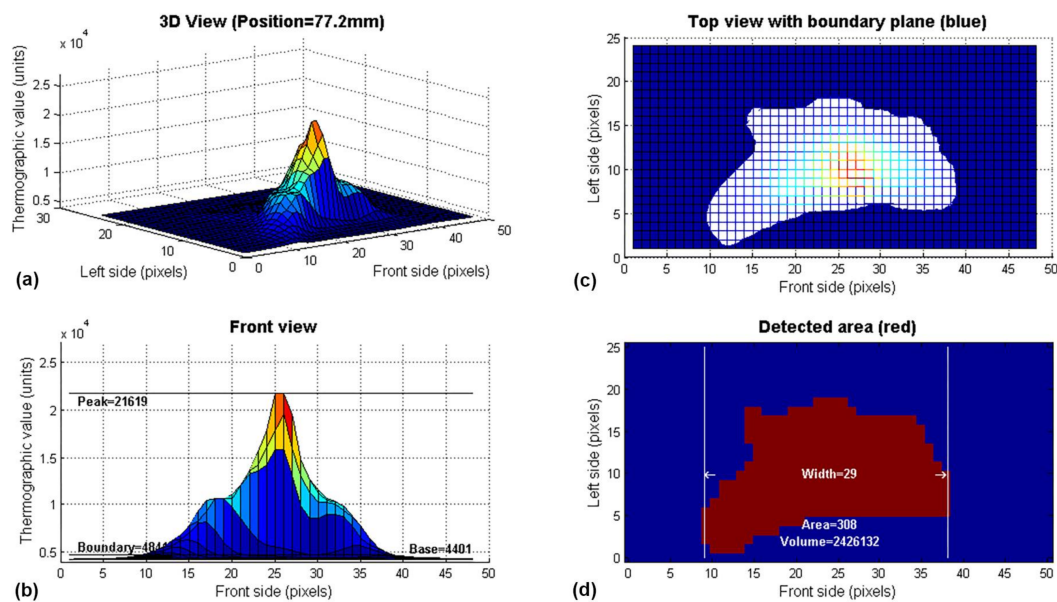 3D View (Position=77.2mm)
x 10⁴
Thermographic value (units)
2.5
2
1.5
1
0.5
30
20
10
0
0
10
20
30
40
50
Left side (pixels)
Front side (pixels)
(a)
Top view with boundary plane (blue)
Left side (pixels)
25
20
15
10
5
0
0 5 10 15 20 25 30 35 40 45 50
Front side (pixels)
(c)
Front view
x 10⁴
Thermographic value (units)
2.5
2
1.5
1
0.5
Peak=21619
Base=4401
0 5 10 15 20 25 30 35 40 45 50
Front side (pixels)
(b)
Detected area (red)
Left side (pixels)
25
20
15
10
5
0
Width=29
Area=308
Volume=2426132
0 5 10 15 20 25 30 35 40 45 50
Front side (pixels)
(d)